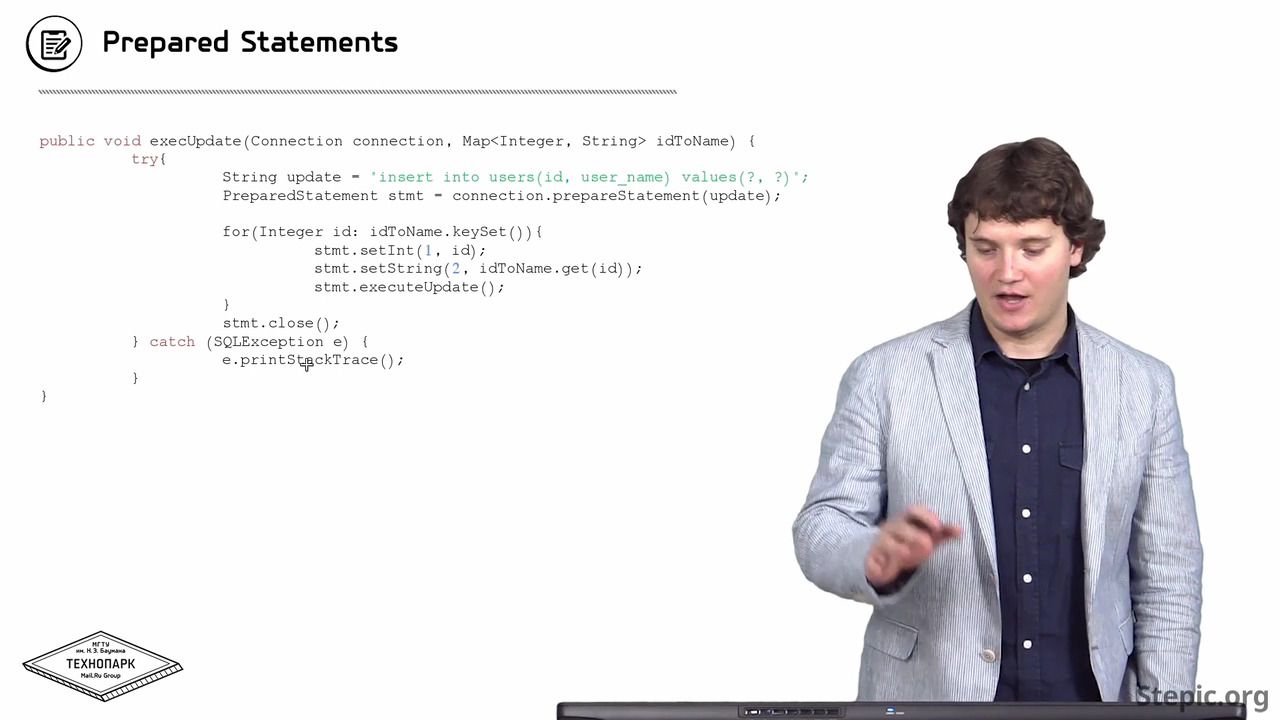 Prepared Statements
public void execUpdate(Connection connection, Map<Integer, String> idToName) {
try{
String update = "insert into users(id, user_name) values(?, ?)";
PreparedStatement stmt = connection.prepareStatement(update);
for(Integer id: idToName.keySet()){
stmt.setInt(1, id);
stmt.setString(2, idToName.get(id));
stmt.executeUpdate();
}
stmt.close();
} catch (SQLException e) {
e.printStackTrace();
}
}
МГТУ
им. Н.Э. Баумана
ТЕХНОПАРК
Mail.Ru Group
Stepic.org